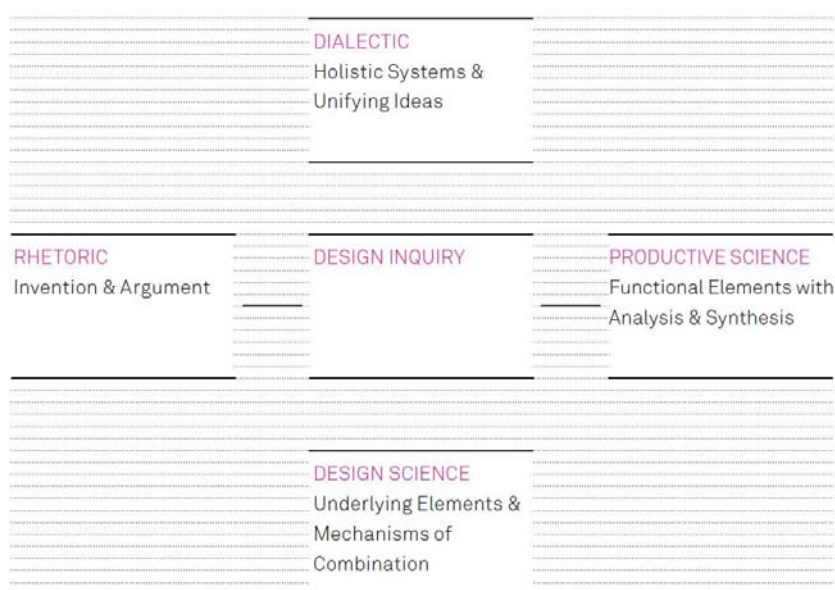 DIALECTIC
Holistic Systems &
Unifying Ideas
RHETORIC
Invention & Argument
DESIGN INQUIRY
PRODUCTIVE SCIENCE
Functional Elements with
Analysis & Synthesis
DESIGN SCIENCE
Underlying Elements &
Mechanisms of
Combination